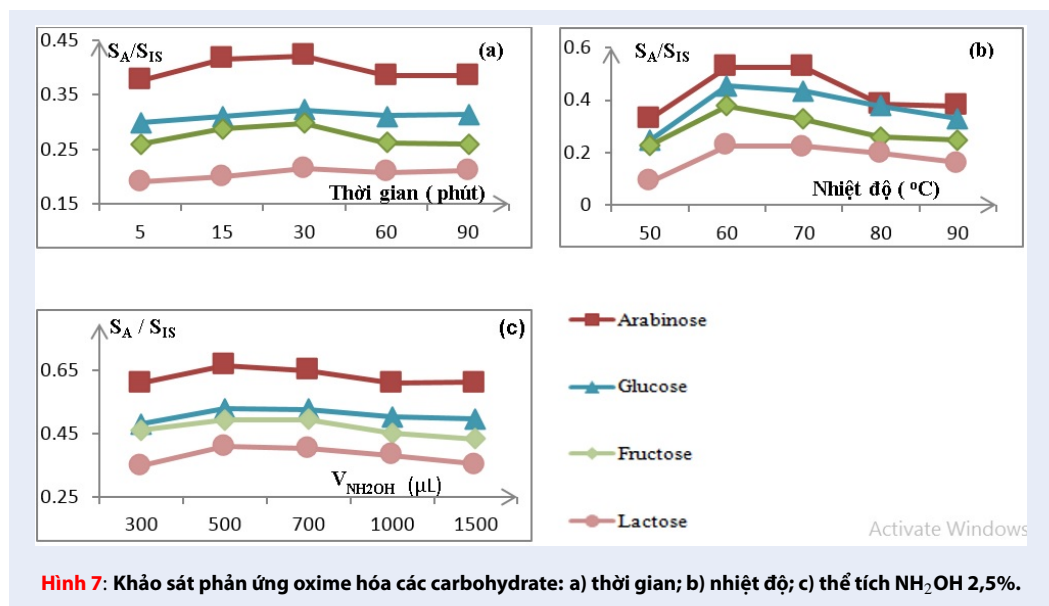 S_A/S_IS (a)
0.45
0.35
0.25
0.15
Thời gian ( phút)
5 15 30 60 90
S_A/S_IS (b)
0.6
0.4
0.2
0
Nhiệt độ ( ᵒC)
50 60 70 80 90
S_A / S_IS (c)
0.65
0.45
0.25
V_NH2OH (µL)
300 500 700 1000 1500
Arabinose
Glucose
Fructose
Lactose
Activate Windows
Hình 7: Khảo sát phản ứng oxime hóa các carbohydrate: a) thời gian; b) nhiệt độ; c) thể tích NH₂OH 2,5%.